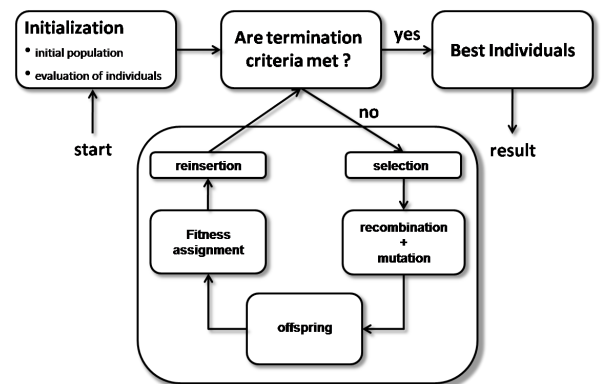 Initialization
• initial population
• evaluation of individuals
Are termination
criteria met ?
yes
Best Individuals
start
no
result
reinsertion
selection
Fitness
assignment
recombination
+
mutation
offspring